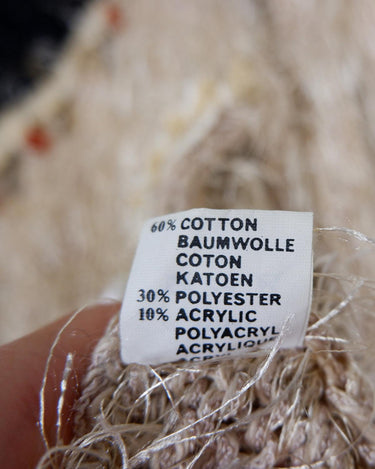 60% COTTON
BAUMWOLLE
COTON
KATOEN
30% POLYESTER
10% ACRYLIC
POLYACRYL
ACRYLIQUE